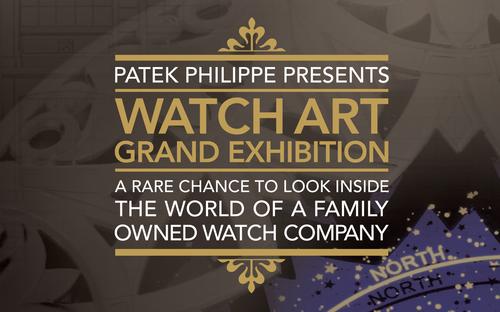 PATEK PHILIPPE PRESENTS
WATCH ART
GRAND EXHIBITION
A RARE CHANCE TO LOOK INSIDE
THE WORLD OF A FAMILY
OWNED WATCH COMPANY
NORTH
NORTH